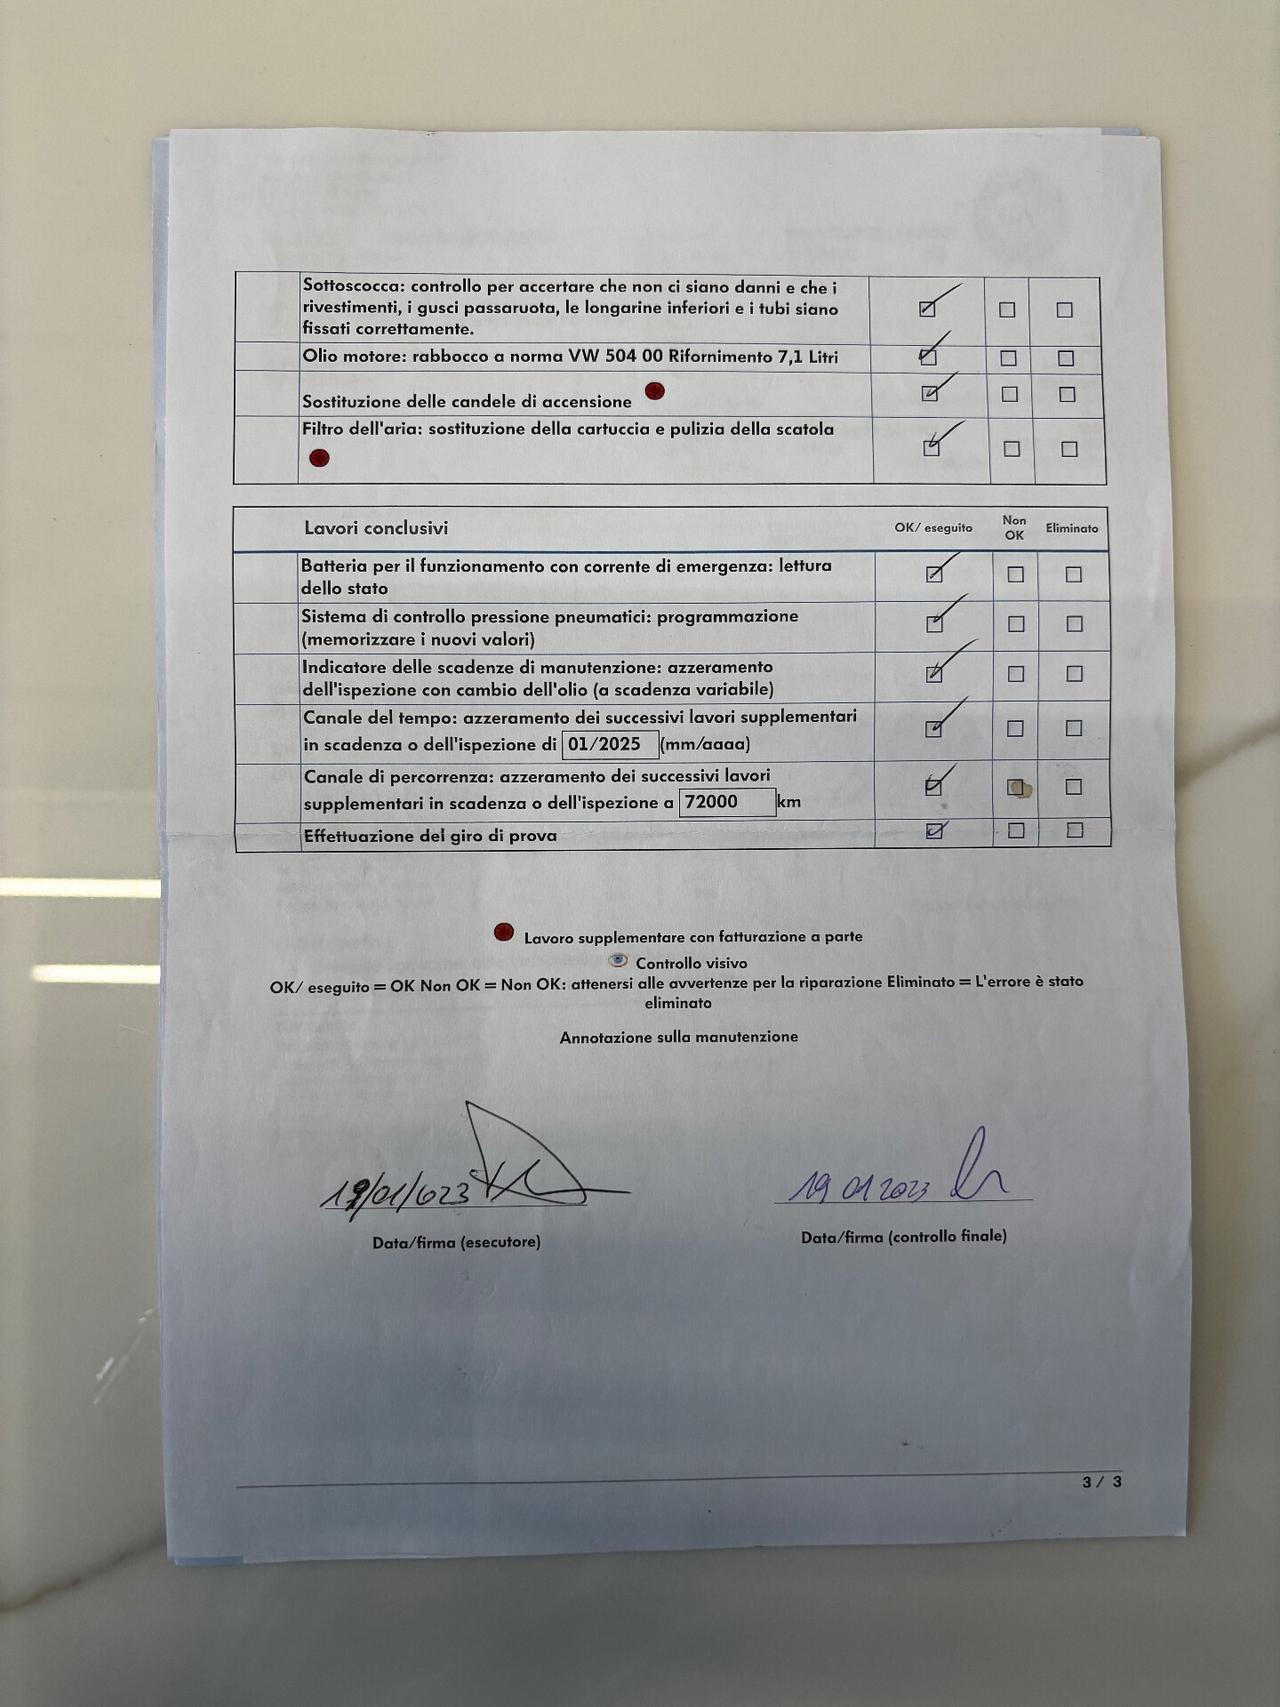 Sottoscocca: controllo per accertare che non ci siano danni e che i
rivestimenti, i gusci passaruota, le longarine inferiori e i tubi siano
fissati correttamente.
Olio motore: rabbocco a norma VW 504 00 Rifornimento 7,1 Litri
Sostituzione delle candele di accensione
Filtro dell'aria: sostituzione della cartuccia e pulizia della scatola
Lavori conclusivi OK/ eseguito Non OK Eliminato
Batteria per il funzionamento con corrente di emergenza: lettura
dello stato
Sistema di controllo pressione pneumatici: programmazione
(memorizzare i nuovi valori)
Indicatore delle scadenze di manutenzione: azzeramento
dell'ispezione con cambio dell'olio (a scadenza variabile)
Canale del tempo: azzeramento dei successivi lavori supplementari
in scadenza o dell'ispezione di 01/2025 (mm/aaaa)
Canale di percorrenza: azzeramento dei successivi lavori
supplementari in scadenza o dell'ispezione a 72000 km
Effettuazione del giro di prova
Lavoro supplementare con fatturazione a parte
Controllo visivo
OK/ eseguito = OK Non OK = Non OK: attenersi alle avvertenze per la riparazione Eliminato = L'errore è stato
eliminato
Annotazione sulla manutenzione
19 01 2023
Data/firma (esecutore) Data/firma (controllo finale)
3 / 3